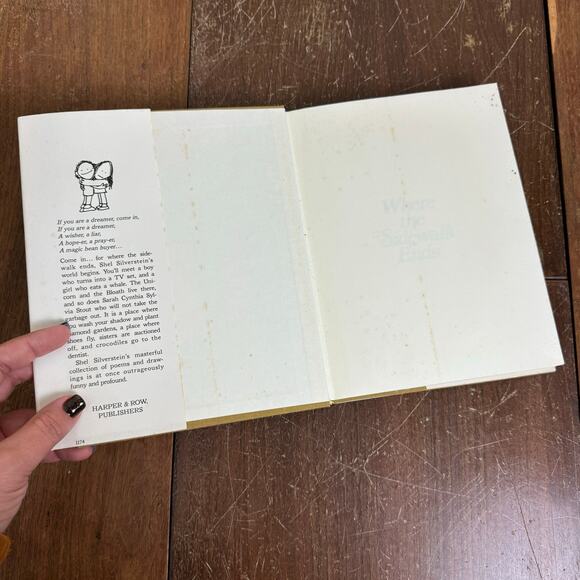 If you are a dreamer, come in,
If you are a dreamer,
A wisher, a liar,
A hope-er, a pray-er,
A magic bean buyer...
Come in... for where the side-
walk ends, Shel Silverstein's
world begins. You'll meet a boy
who turns into a TV set, and a
girl who eats a whale. The Uni-
corn and the Bloath live there,
and so does Sarah Cynthia Syl-
via Stout who will not take the
garbage out. It is a place where
you wash your shadow and plant
diamond gardens, a place where
shoes fly, sisters are auctioned
off, and crocodiles go to the
dentist.
Shel Silverstein's masterful
collection of poems and draw-
ings is at once outrageously
funny and profound.
HARPER & ROW,
PUBLISHERS
1174
Where
the
Sidewalk
Ends